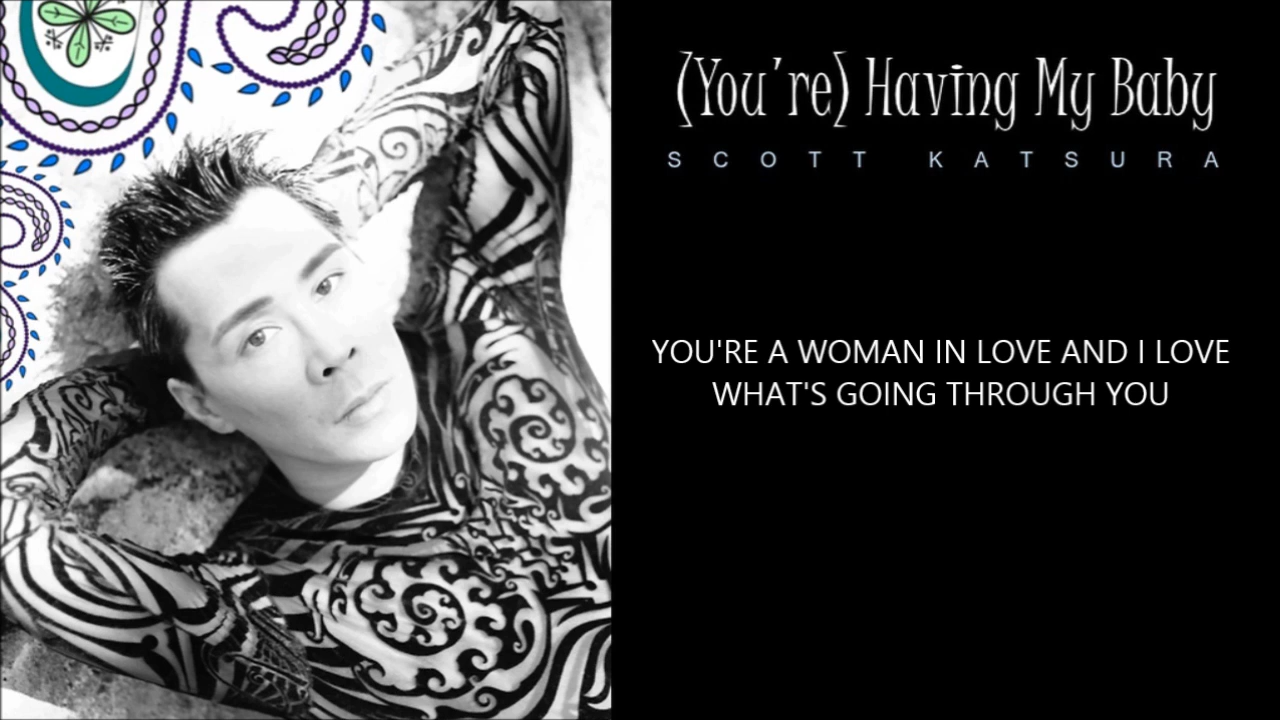 (You're) Having My Baby
SCOTT KATSURA
YOU'RE A WOMAN IN LOVE AND I LOVE
WHAT'S GOING THROUGH YOU